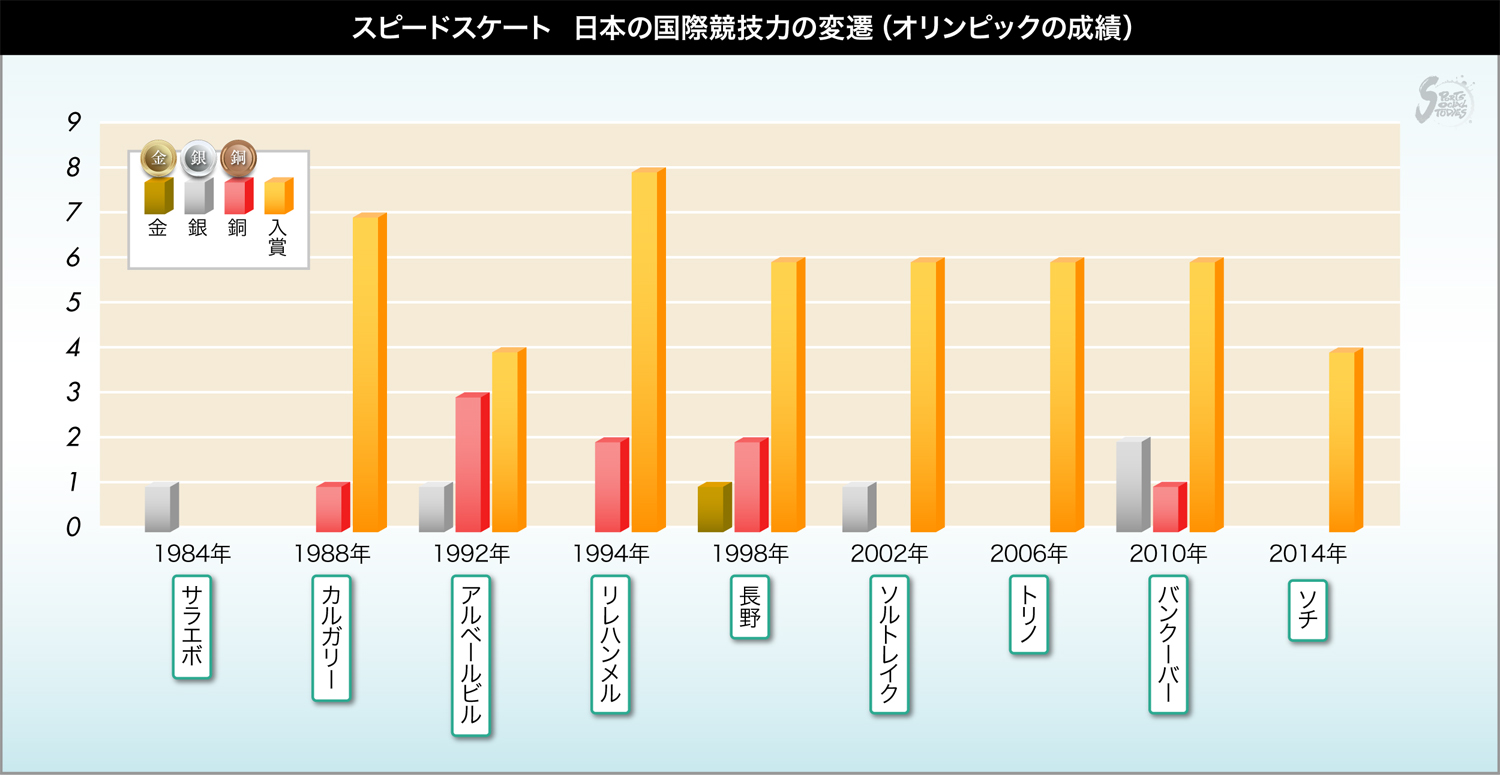 スピードスケート 日本の国際競技力の変遷（オリンピックの成績）
SPORTS
SOCIAL
TODAYS
9
8
7
6
5
4
3
2
1
0
金 銀 銅
金 銀 銅 入賞
1984年 1988年 1992年 1994年 1998年 2002年 2006年 2010年 2014年
サラエボ
カルガリー
アルベールビル
リレハンメル
長野
ソルトレイク
トリノ
バンクーバー
ソチ